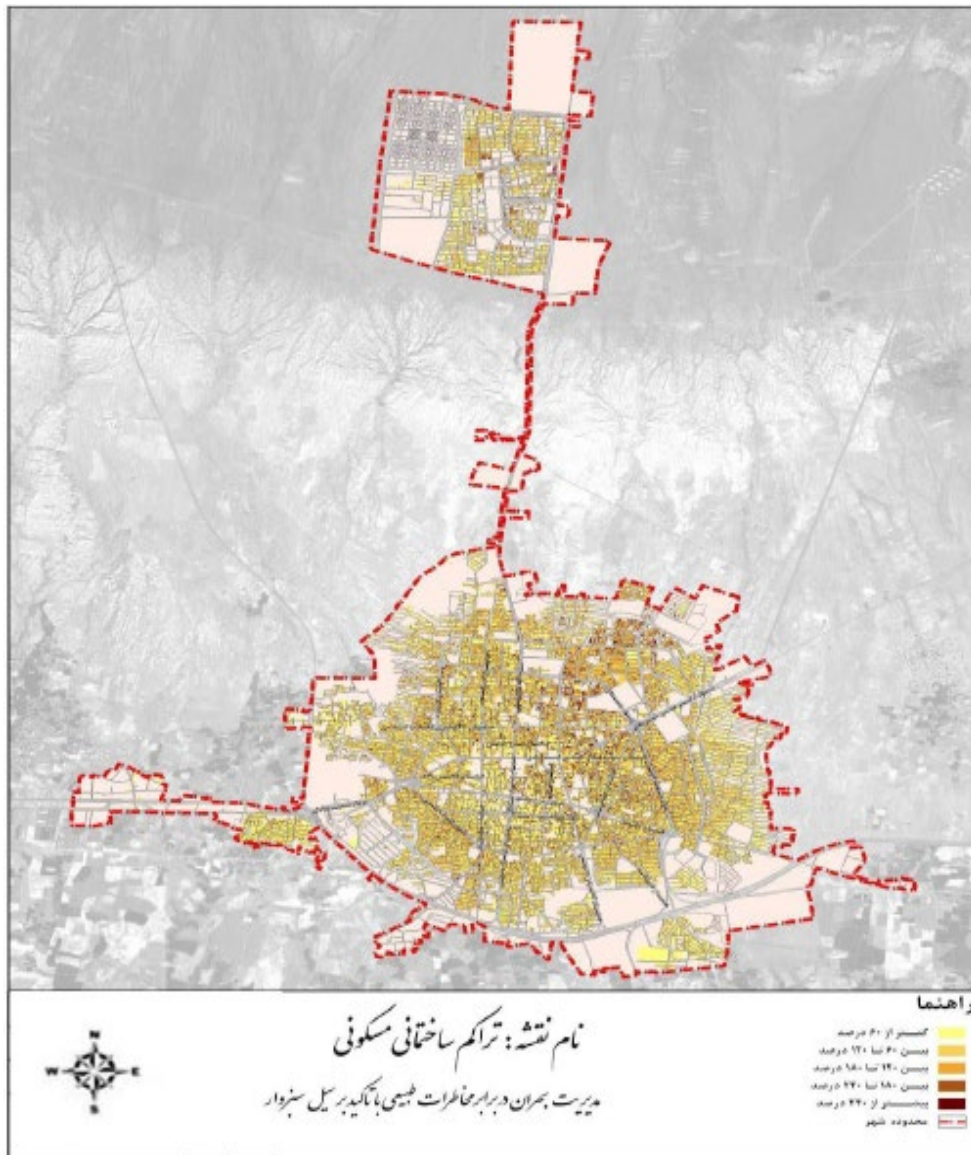 نام نقشه: تراکم ساختمانی مسکونی
مدیریت بحران در برابر مخاطرات طبیعی با تاکید بر سیل سبزوار
N
W E
S
راهنما
کمتر از ۶۰ درصد
بین ۶۰ تا ۱۲۰ درصد
بین ۱۲۰ تا ۱۸۰ درصد
بین ۱۸۰ تا ۲۴۰ درصد
بیشتر از ۲۴۰ درصد
محدوده شهر